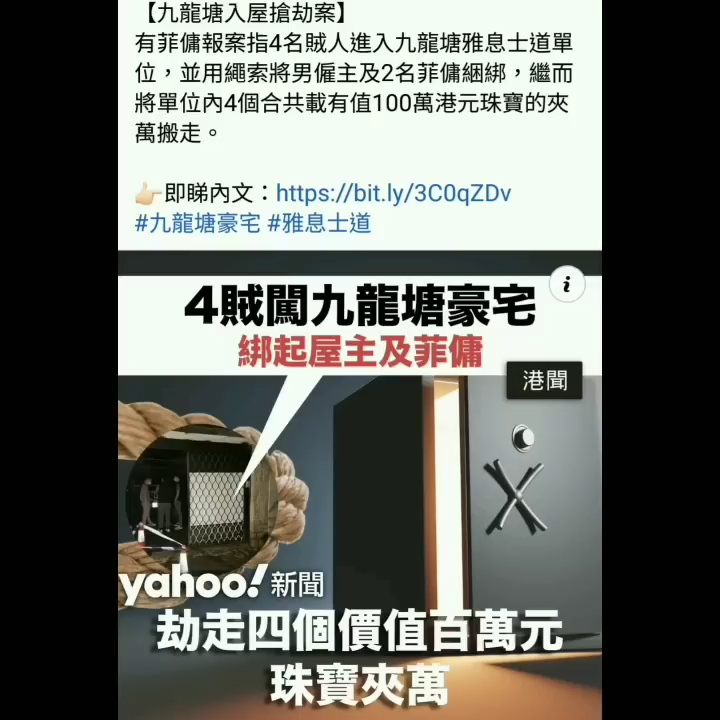 【九龍塘入屋搶劫案】
有菲傭報案指4名賊人進入九龍塘雅息士道單
位，並用繩索將男僱主及2名菲傭綑綁，繼而
將單位內4個合共載有值100萬港元珠寶的夾
萬搬走。
👉🏻即睇內文：https://bit.ly/3C0qZDv
#九龍塘豪宅 #雅息士道
i
4賊闖九龍塘豪宅
綁起屋主及菲傭
港聞
yahoo!新聞
劫走四個價值百萬元
珠寶夾萬